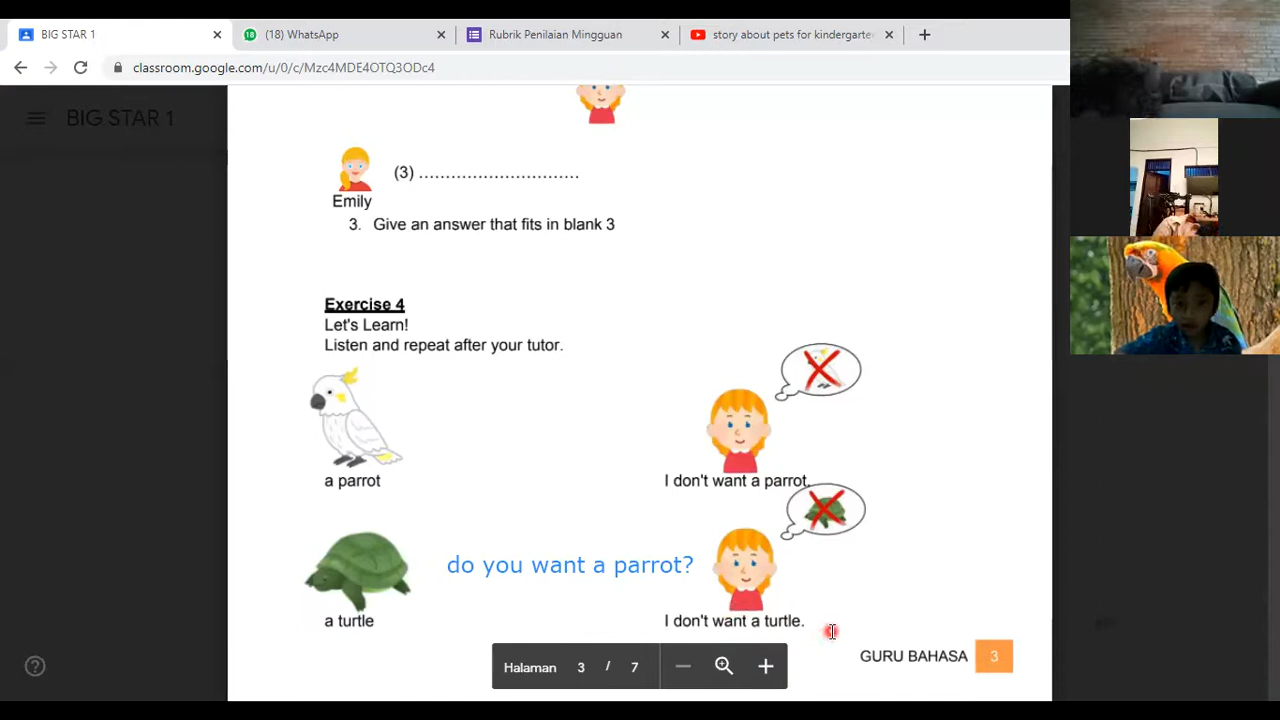 BIG STAR 1
(18) WhatsApp
Rubrik Penilaian Mingguan
story about pets for kindergarte
classroom.google.com/u/0/c/Mzc4MDE4OTQ3ODc4
BIG STAR 1
(3) ..............................
Emily
3. Give an answer that fits in blank 3
Exercise 4
Let's Learn!
Listen and repeat after your tutor.
a parrot
I don't want a parrot.
do you want a parrot?
a turtle
I don't want a turtle.
GURU BAHASA 3
Halaman 3 / 7